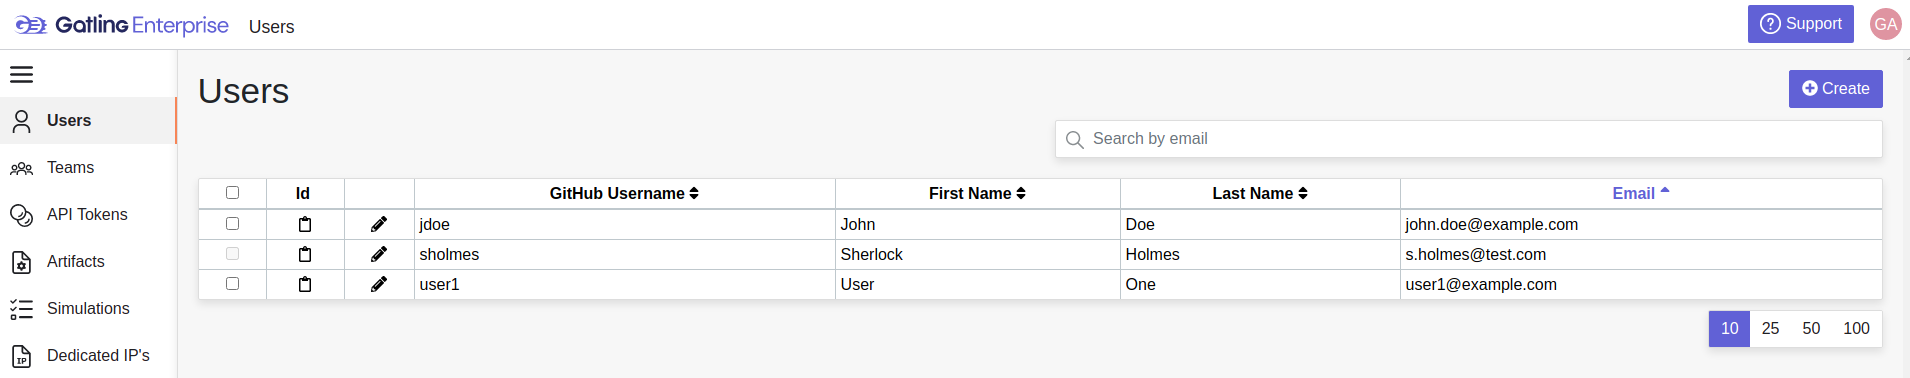 Gatling Enterprise Users Support GA
Users
Create
Users
Search by email
Teams
Id GitHub Username First Name Last Name Email
API Tokens
jdoe John Doe john.doe@example.com
sholmes Sherlock Holmes s.holmes@test.com
Artifacts
user1 User One user1@example.com
Simulations
10 25 50 100
IP Dedicated IP's